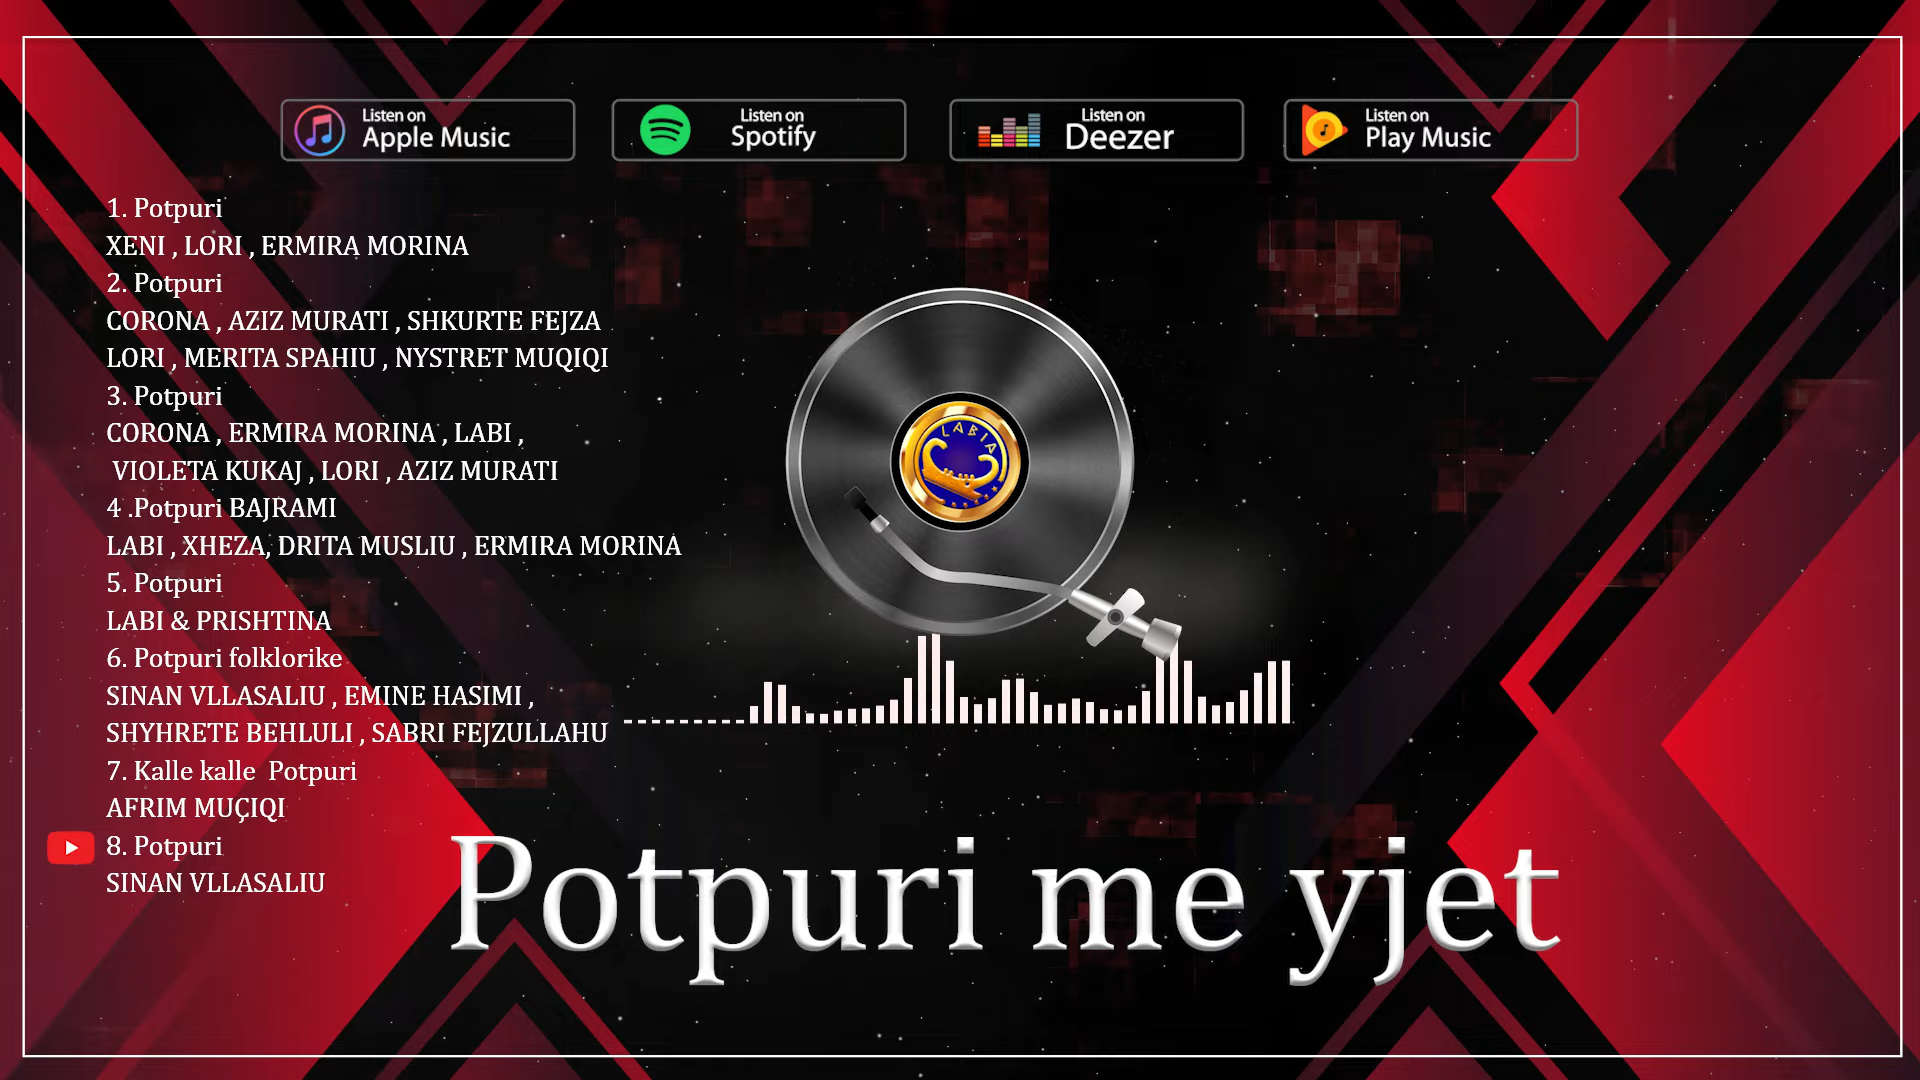 Listen on
Apple Music
Listen on
Spotify
Listen on
Deezer
Listen on
Play Music
1. Potpuri
XENI , LORI , ERMIRA MORINA
2. Potpuri
CORONA , AZIZ MURATI , SHKURTE FEJZA
LORI , MERITA SPAHIU , NYSTRET MUQIQI
3. Potpuri
CORONA , ERMIRA MORINA , LABI ,
VIOLETA KUKAJ , LORI , AZIZ MURATI
4 .Potpuri BAJRAMI
LABI , XHEZA, DRITA MUSLIU , ERMIRA MORINA
5. Potpuri
LABI & PRISHTINA
6. Potpuri folklorike
SINAN VLLASALIU , EMINE HASIMI ,
SHYHRETE BEHLULI , SABRI FEJZULLAHU
7. Kalle kalle  Potpuri
AFRIM MUÇIQI
8. Potpuri
SINAN VLLASALIU
LABIA
Potpuri me yjet